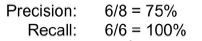 Precision: 6/8 = 75%
Recall: 6/6 = 100%